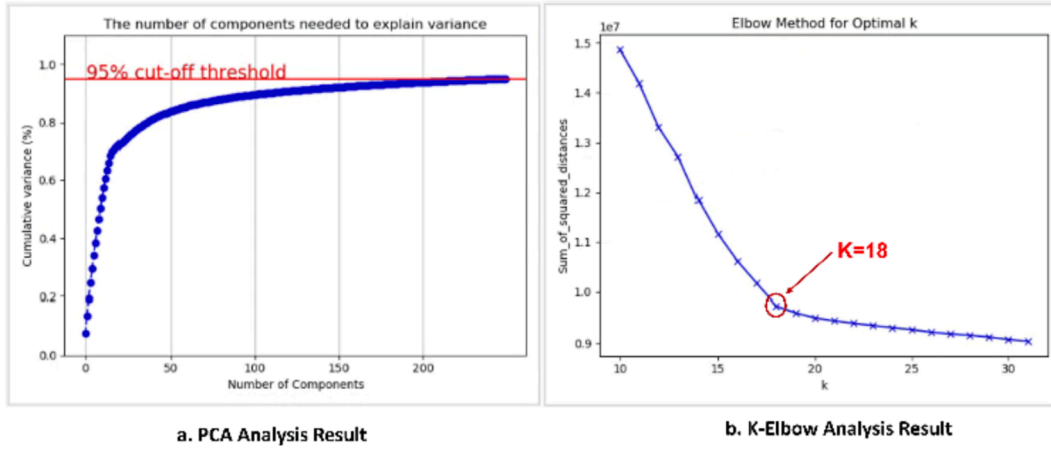 The number of components needed to explain variance
1.0
0.8
0.6
0.4
0.2
0.0
Cumulative variance (%)
95% cut-off threshold
0
50
100
150
200
Number of Components
a. PCA Analysis Result
Elbow Method for Optimal k
1e7
1.5
1.4
1.3
1.2
1.1
1.0
0.9
Sum_of_squared_distances
K=18
10
15
20
25
30
k
b. K-Elbow Analysis Result